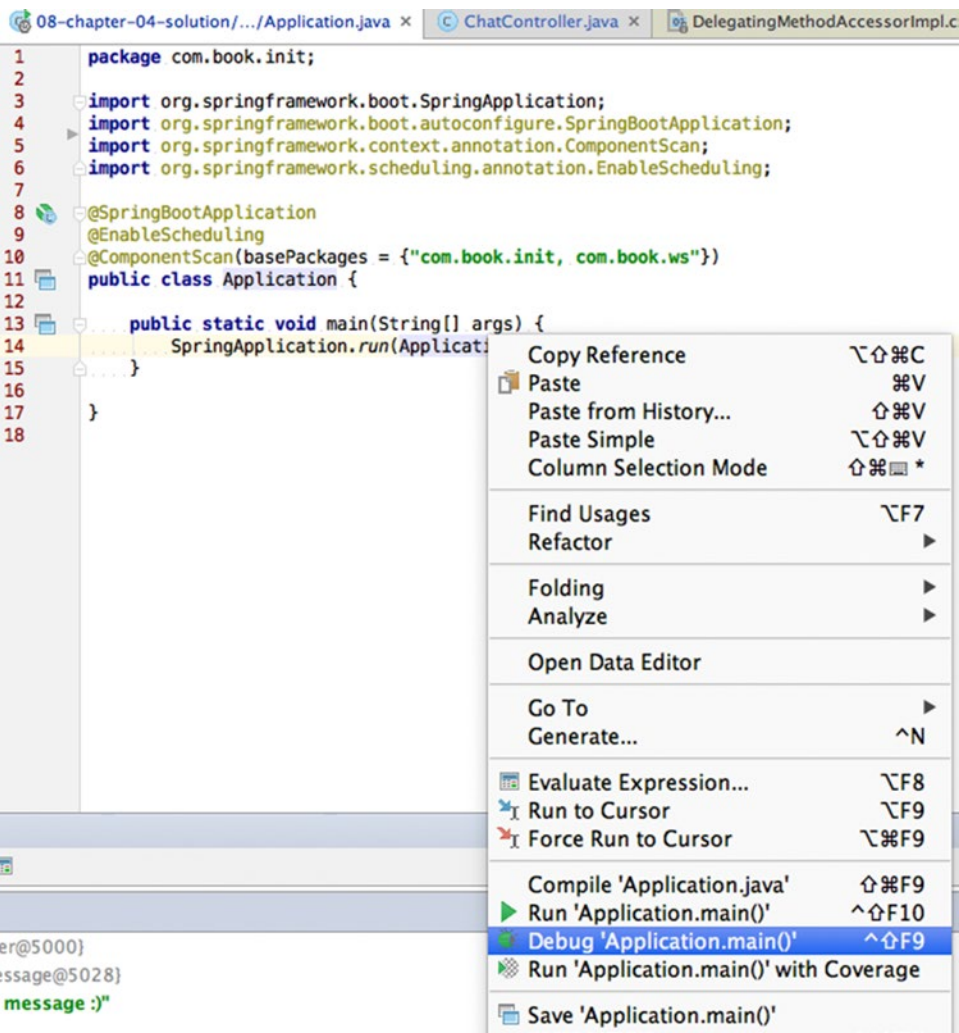 08-chapter-04-solution/.../Application.java × ChatController.java × DelegatingMethodAccessorImpl.c
1 package com.book.init;
2
3 import org.springframework.boot.SpringApplication;
4 import org.springframework.boot.autoconfigure.SpringBootApplication;
5 import org.springframework.context.annotation.ComponentScan;
6 import org.springframework.scheduling.annotation.EnableScheduling;
7
8 @SpringBootApplication
9 @EnableScheduling
10 @ComponentScan(basePackages = {"com.book.init, com.book.ws"})
11 public class Application {
12
13 public static void main(String[] args) {
14 SpringApplication.run(Applicati
15 }
16
17 }
18
Copy Reference ⌥⇧⌘C
Paste ⌘V
Paste from History... ⇧⌘V
Paste Simple ⌥⇧⌘V
Column Selection Mode ⇧⌘⌨ *
Find Usages ⌥F7
Refactor
Folding
Analyze
Open Data Editor
Go To
Generate... ^N
Evaluate Expression... ⌥F8
Run to Cursor ⌥F9
Force Run to Cursor ⌥⌘F9
Compile 'Application.java' ⇧⌘F9
Run 'Application.main()' ^⇧F10
Debug 'Application.main()' ^⇧F9
Run 'Application.main()' with Coverage
Save 'Application.main()'
er@5000}
essage@5028}
message :)"